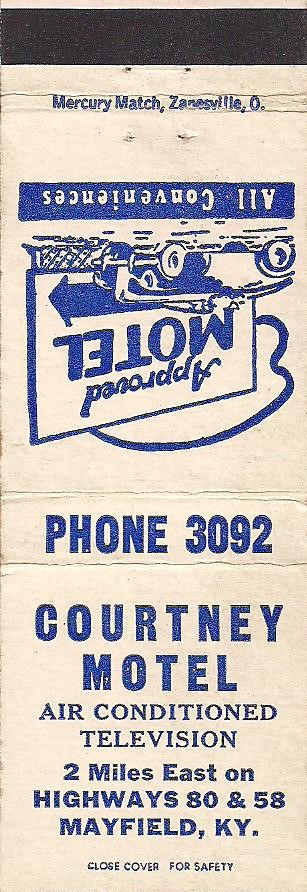 Mercury Match, Zanesville, O.
All Conveniences
Approved
MOTEL
PHONE 3092
COURTNEY
MOTEL
AIR CONDITIONED
TELEVISION
2 Miles East on
HIGHWAYS 80 & 58
MAYFIELD, KY.
CLOSE COVER FOR SAFETY